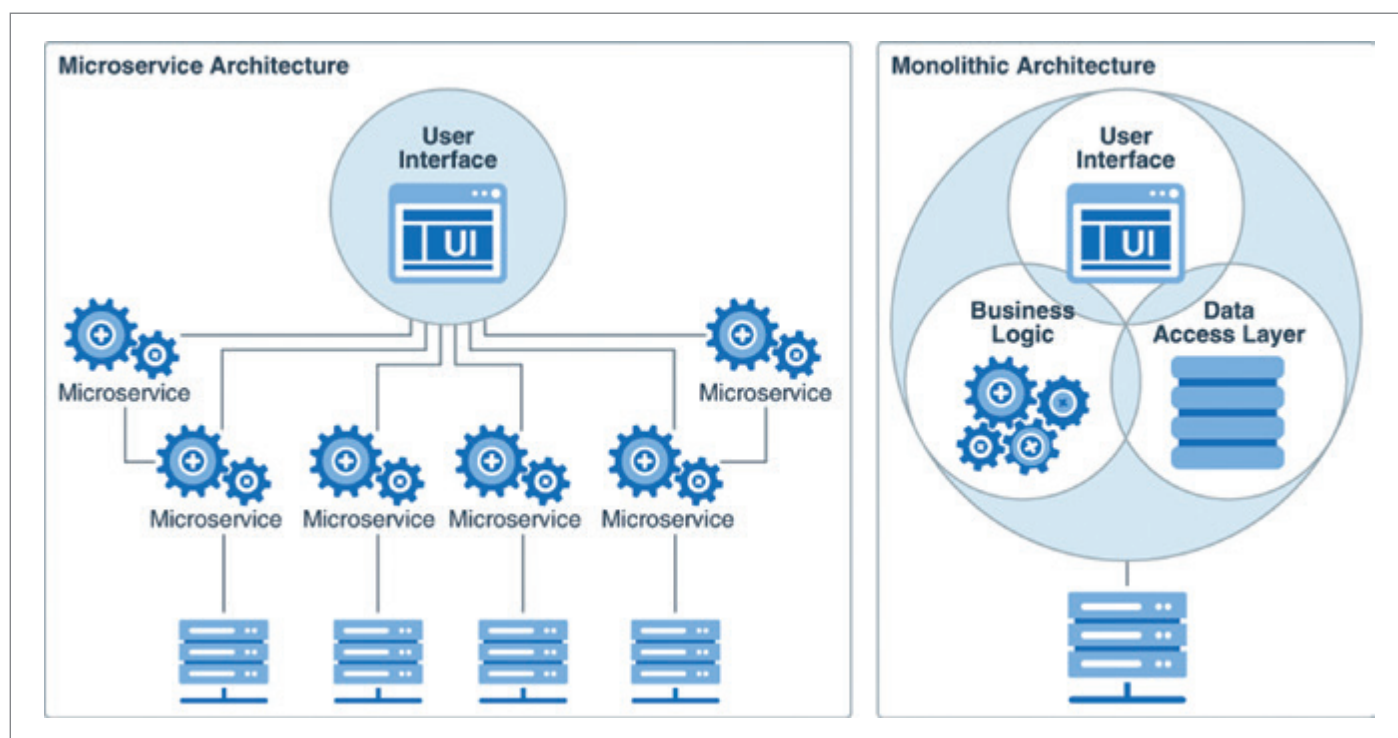 Microservice Architecture
User
Interface
UI
Microservice
Microservice
Microservice
Microservice
Microservice
Microservice
Monolithic Architecture
User
Interface
UI
Business
Logic
Data
Access Layer